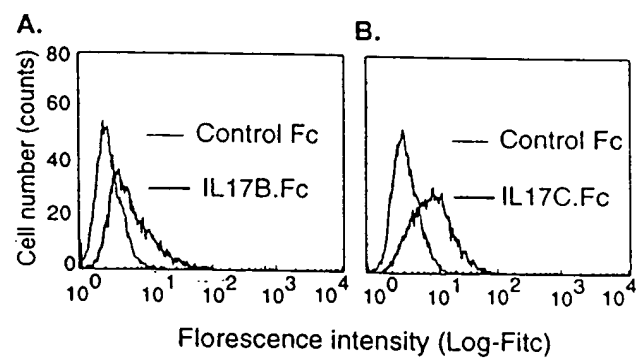 A.
B.
Cell number (counts)
80
60
40
20
0
Control Fc
IL17B.Fc
Control Fc
IL17C.Fc
10^0 10^1 10^2 10^3 10^4
10^0 10^1 10^2 10^3 10^4
Florescence intensity (Log-Fitc)